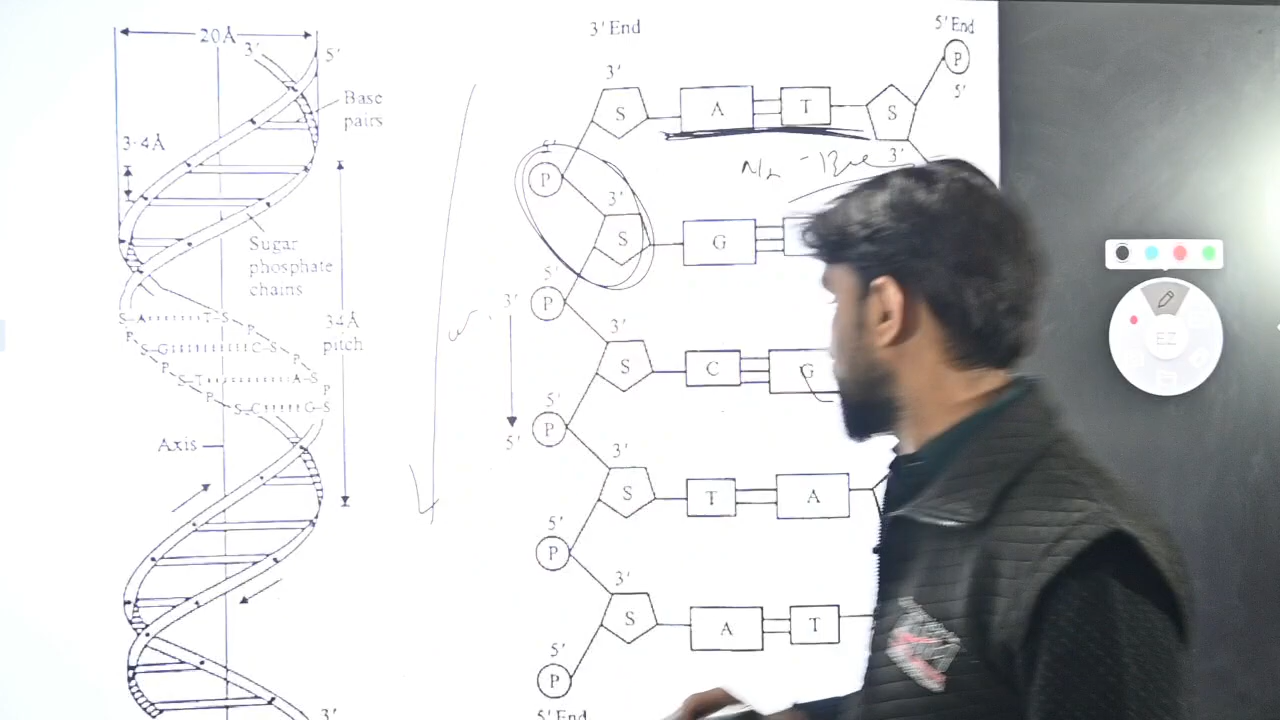 20Å
3'
5'
Base
pairs
3·4Å
Sugar
phosphate
chains
S A T-S
P P
S-G C-S
P P
S-T A-S
P P
S-C G-S
34Å
pitch
Axis
3'
3' End
5' End
P
5'
3'
S A T S
5'
3'
P
3'
S G
5'
P
3'
5'
3'
S C G
5'
P
3'
S T A
5'
P
3'
S A T
5'
P
5' End
EZ